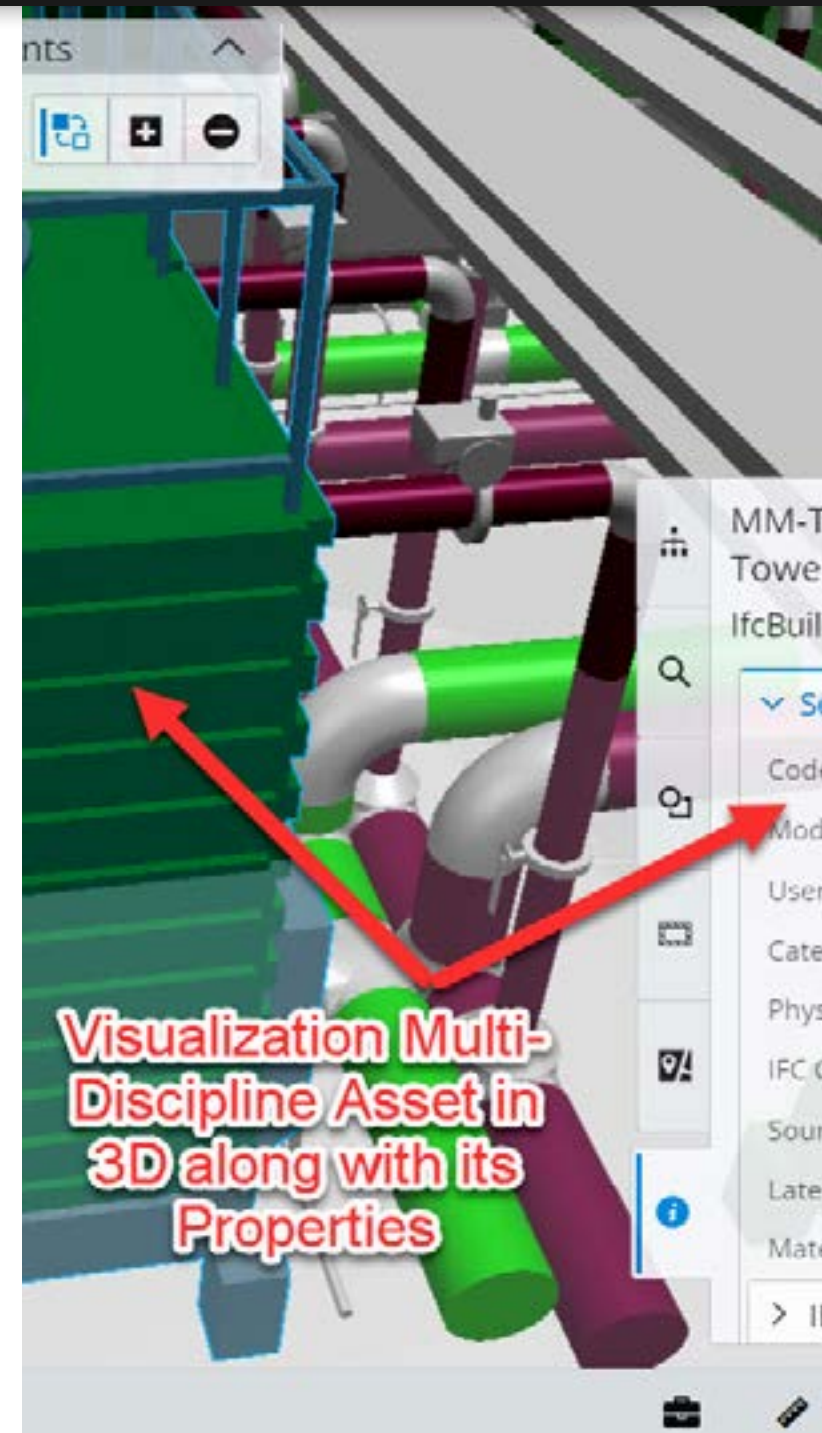 nts
MM-T
Towe
IfcBuil
Code
Mod
User
Cate
Phys
IFC
Sour
Late
Mate
Visualization Multi-
Discipline Asset in
3D along with its
Properties